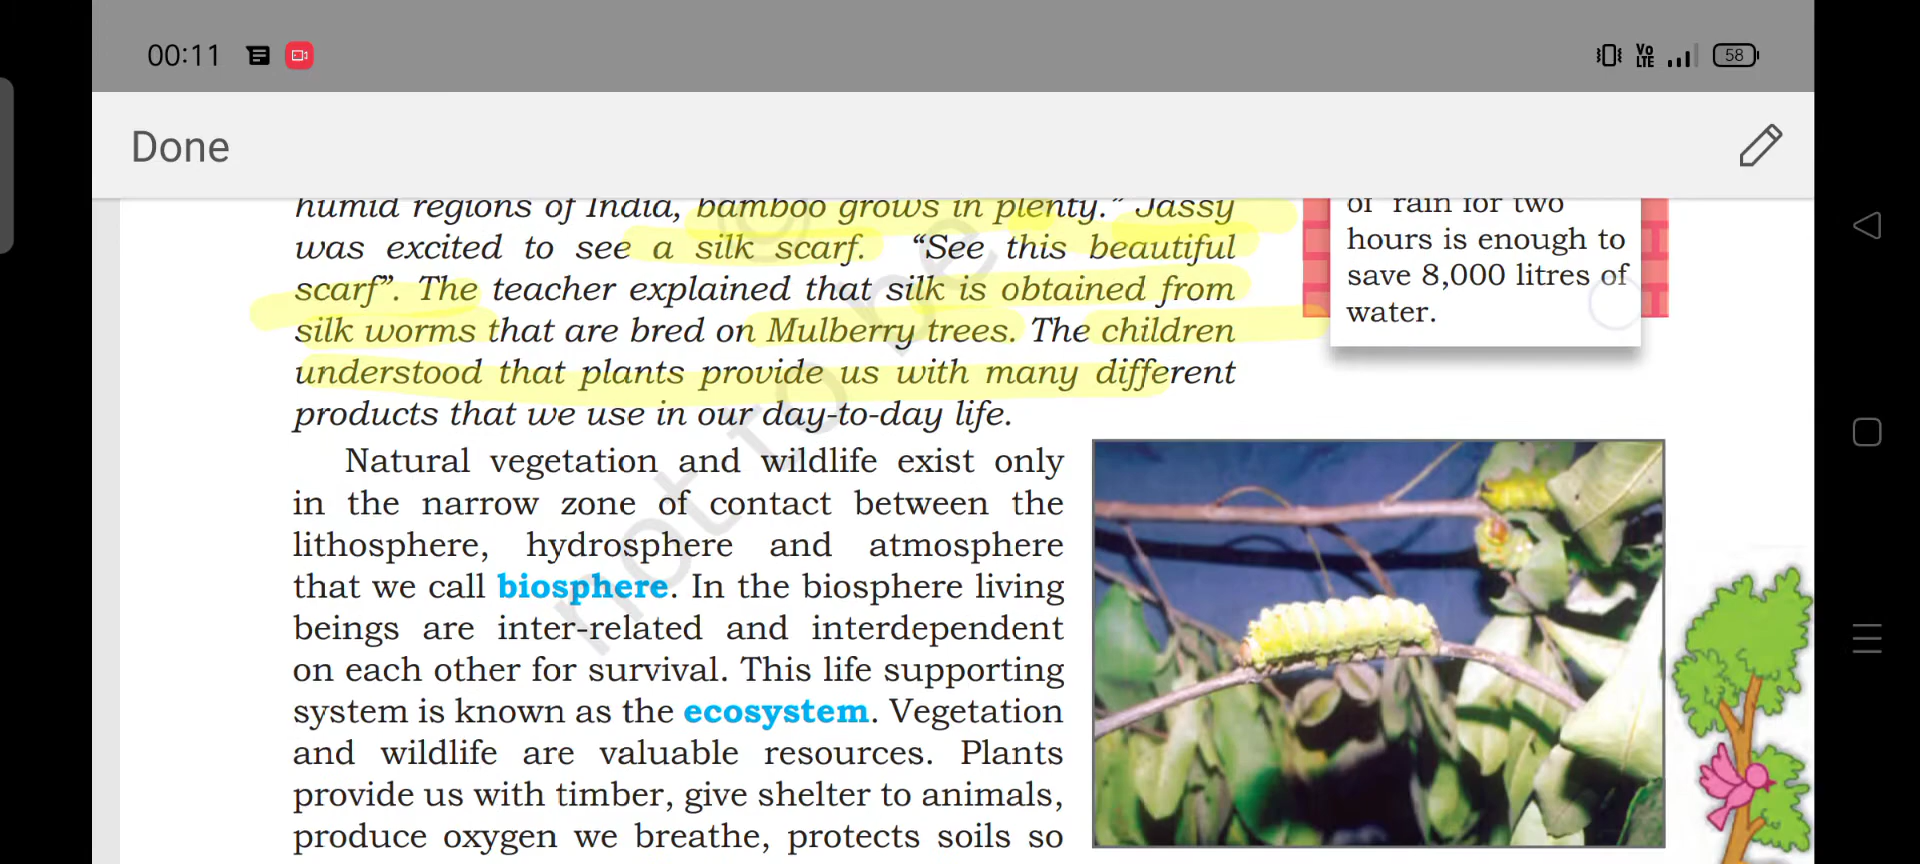 00:11
Vo LTE
58
Done
humid regions of India, bamboo grows in plenty.” Jassy
was excited to see a silk scarf. “See this beautiful
scarf”. The teacher explained that silk is obtained from
silk worms that are bred on Mulberry trees. The children
understood that plants provide us with many different
products that we use in our day-to-day life.
of rain for two
hours is enough to
save 8,000 litres of
water.
Natural vegetation and wildlife exist only
in the narrow zone of contact between the
lithosphere, hydrosphere and atmosphere
that we call biosphere. In the biosphere living
beings are inter-related and interdependent
on each other for survival. This life supporting
system is known as the ecosystem. Vegetation
and wildlife are valuable resources. Plants
provide us with timber, give shelter to animals,
produce oxygen we breathe, protects soils so
©
not to be